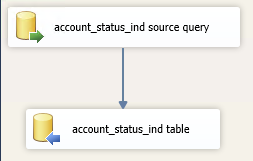 account_status_ind source query
account_status_ind table